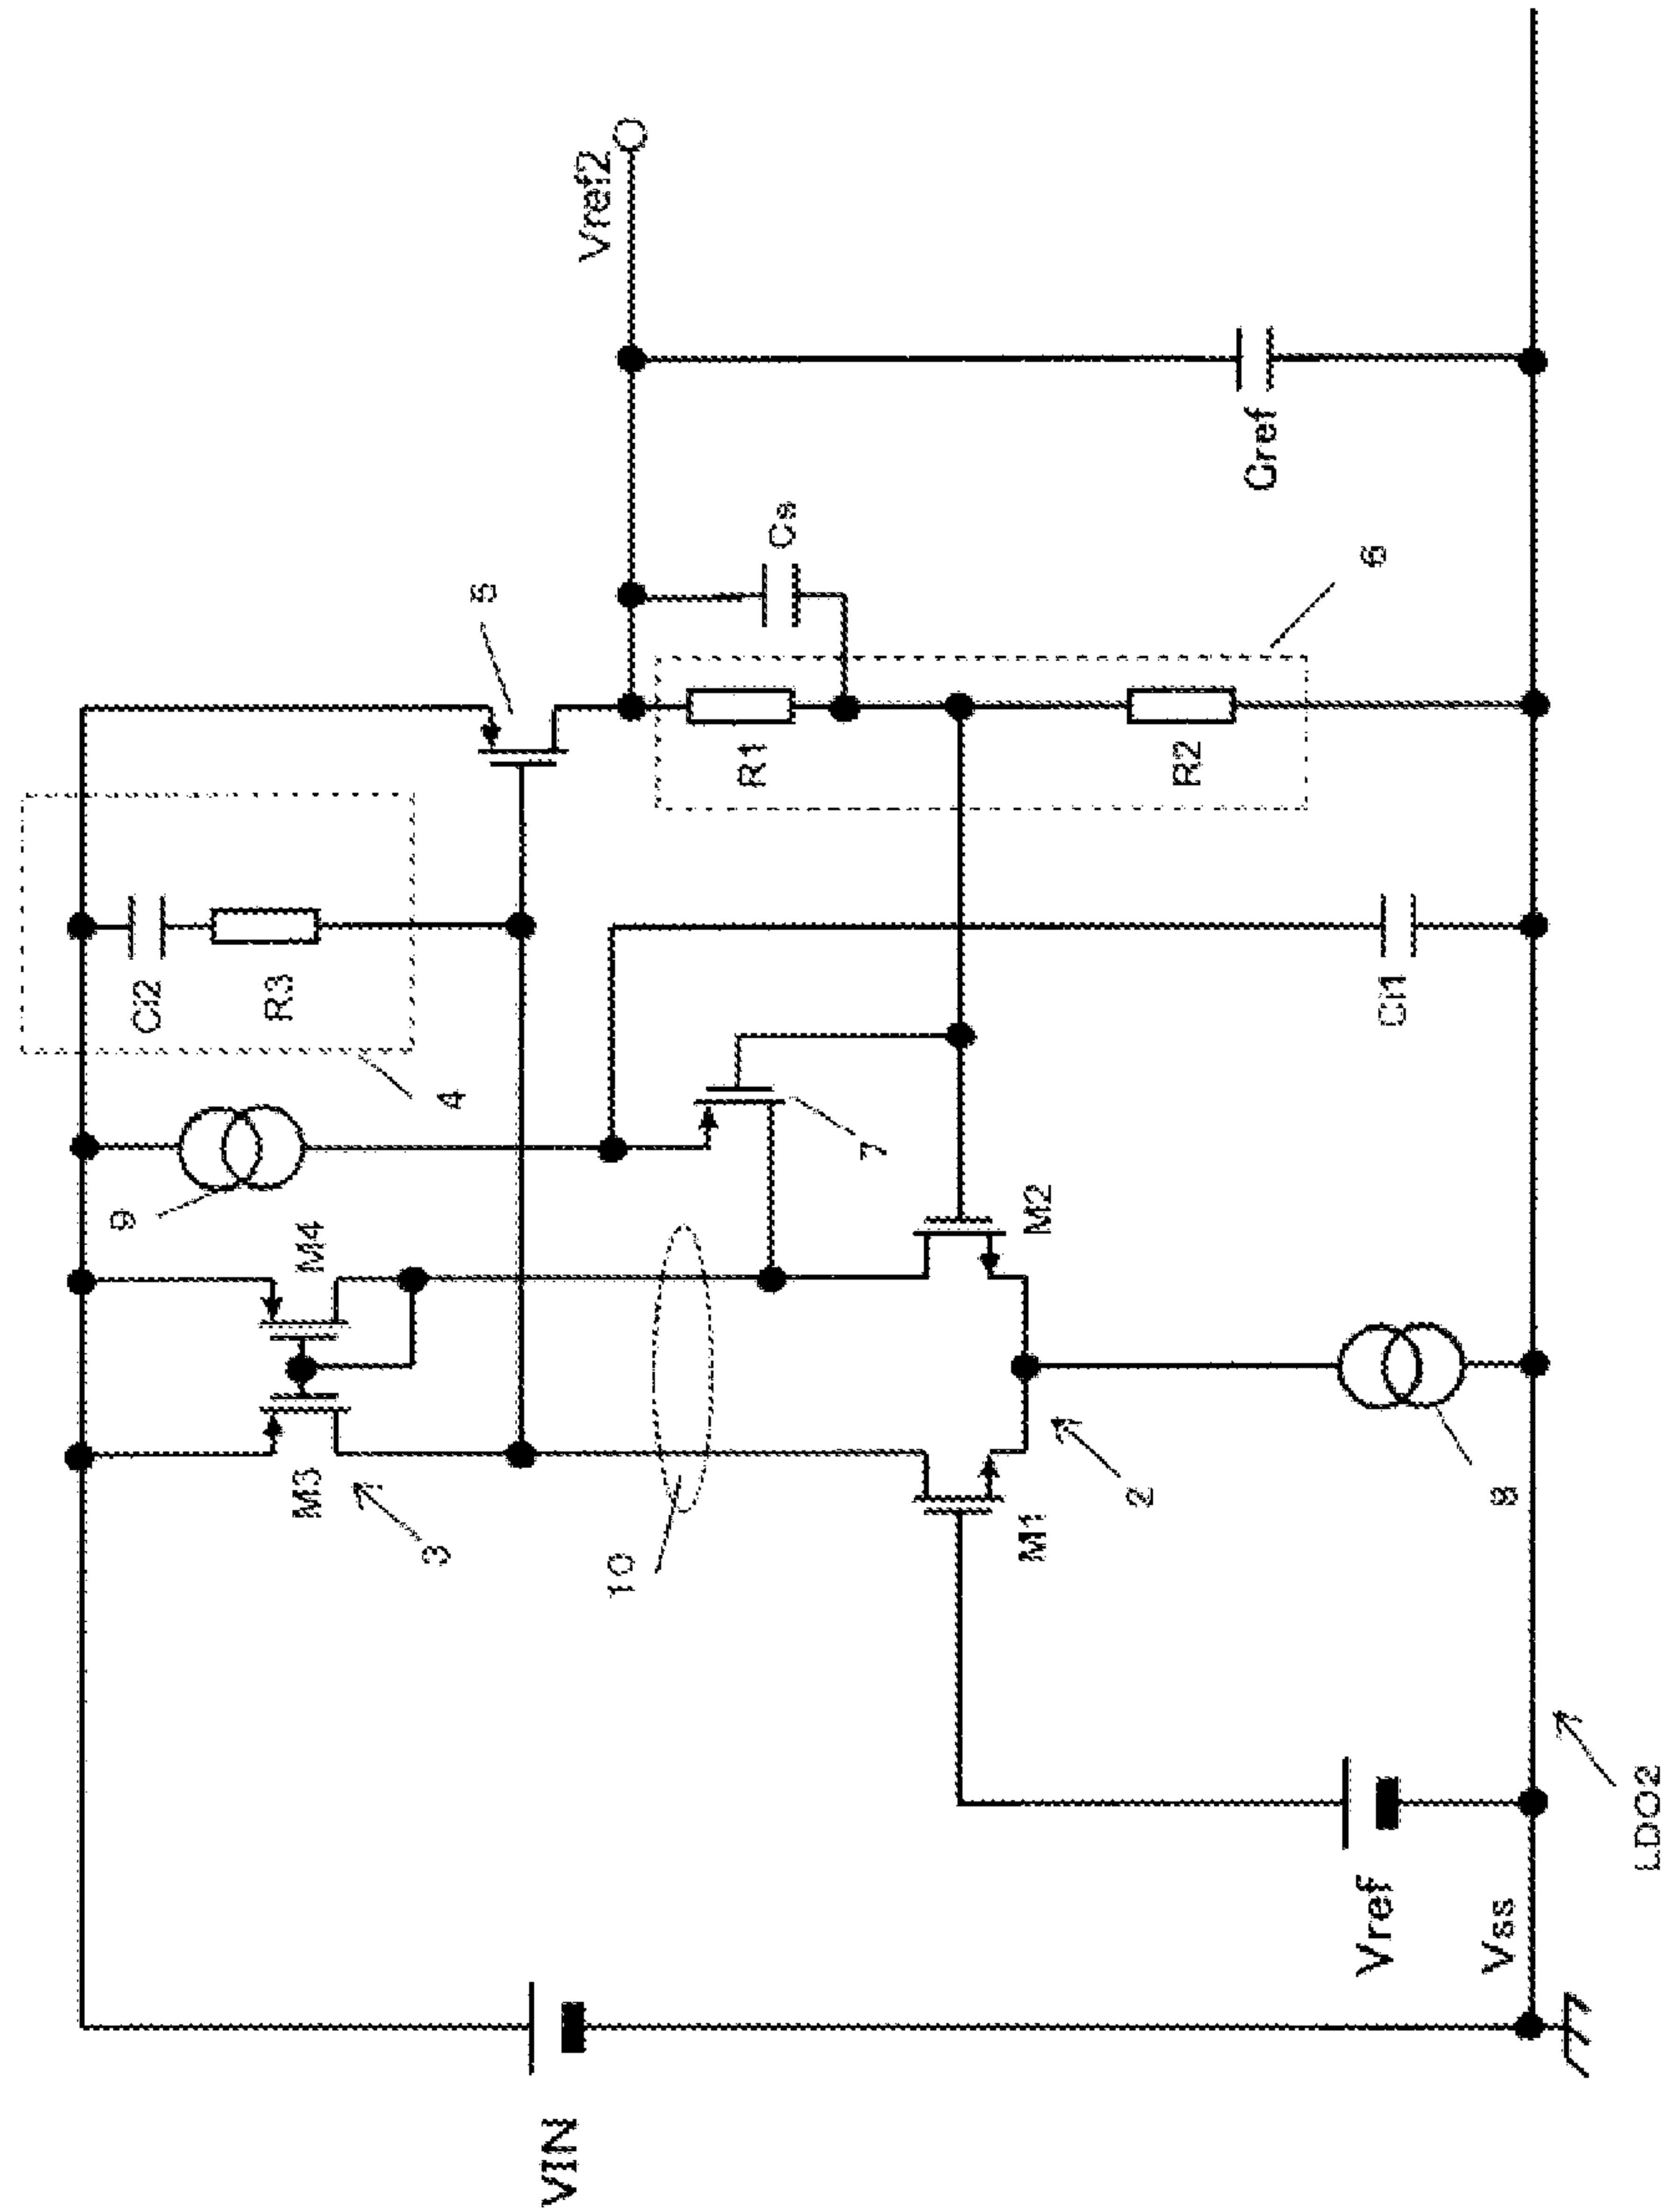 VIN
Vref
Vss
LDO2
M3
3
M4
9
10
M1
2
M2
8
7
4
Ci2
R3
Ci1
5
R1
R2
6
Cs
Cref
Vref2